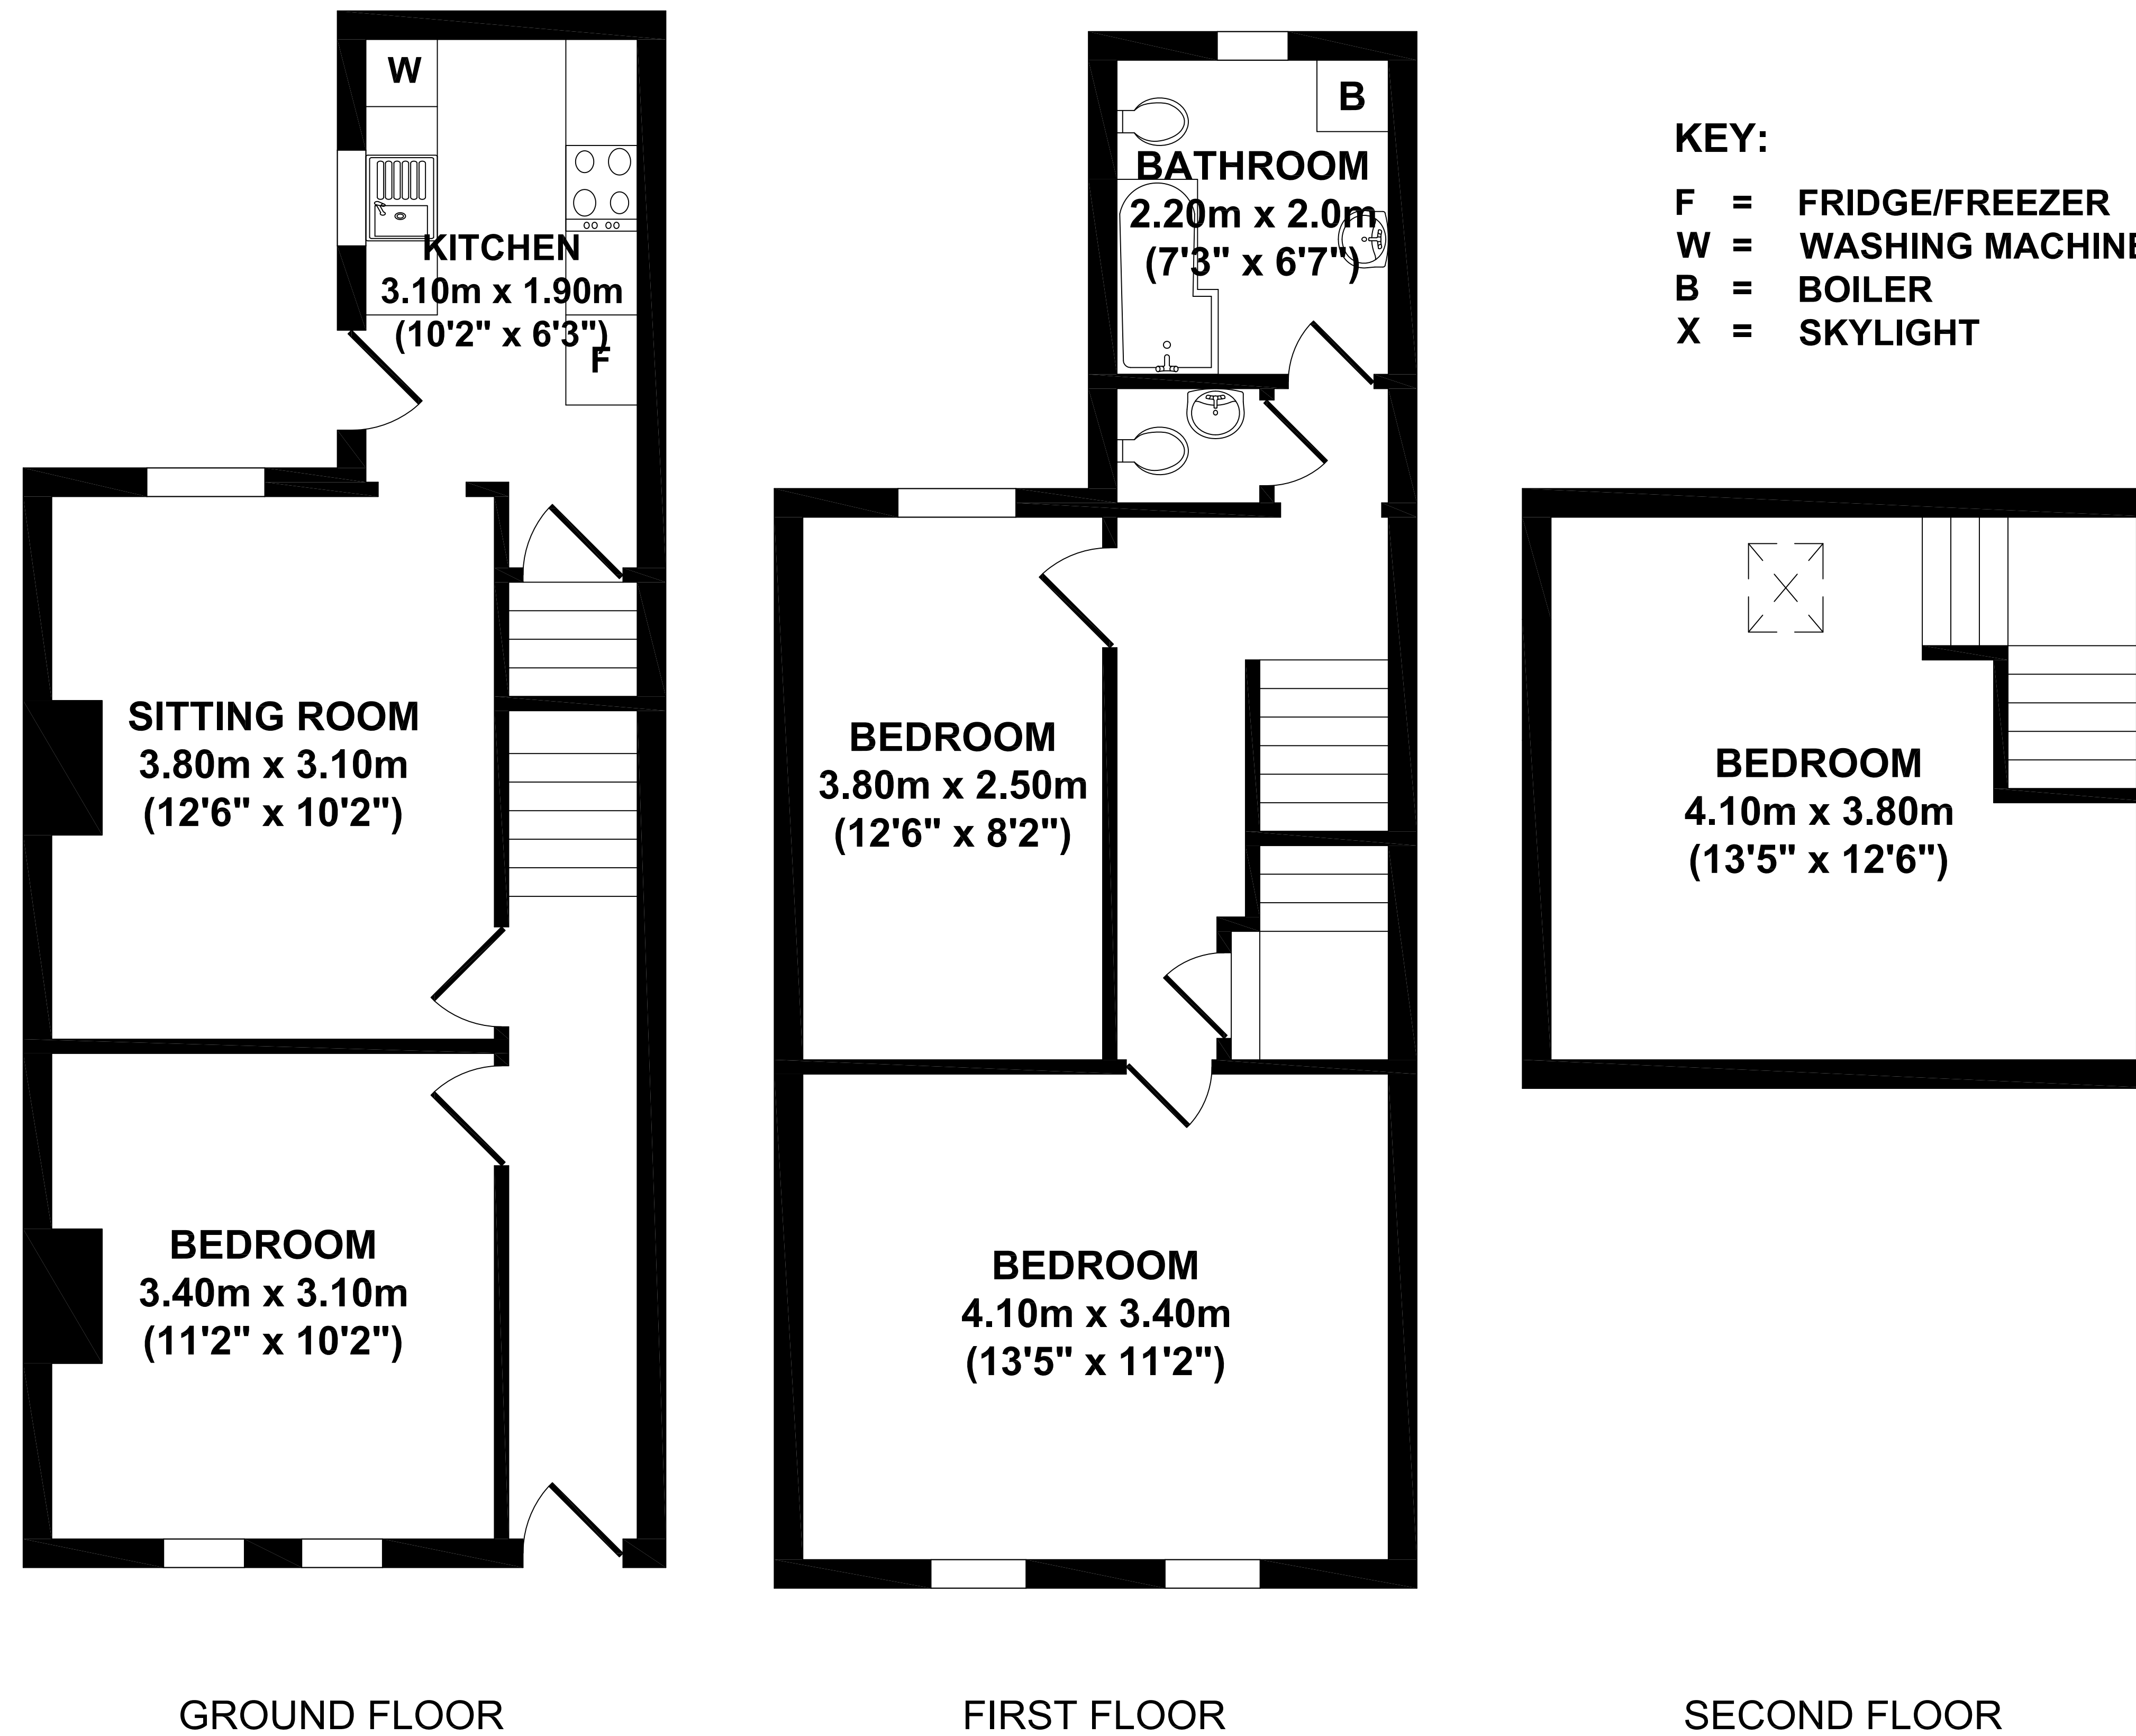 W
KITCHEN
3.10m x 1.90m
(10'2" x 6'3")
F
SITTING ROOM
3.80m x 3.10m
(12'6" x 10'2")
BEDROOM
3.40m x 3.10m
(11'2" x 10'2")
GROUND FLOOR
B
BATHROOM
2.20m x 2.0m
(7'3" x 6'7")
BEDROOM
3.80m x 2.50m
(12'6" x 8'2")
BEDROOM
4.10m x 3.40m
(13'5" x 11'2")
FIRST FLOOR
KEY:
F = FRIDGE/FREEZER
W = WASHING MACHINE
B = BOILER
X = SKYLIGHT
BEDROOM
4.10m x 3.80m
(13'5" x 12'6")
SECOND FLOOR